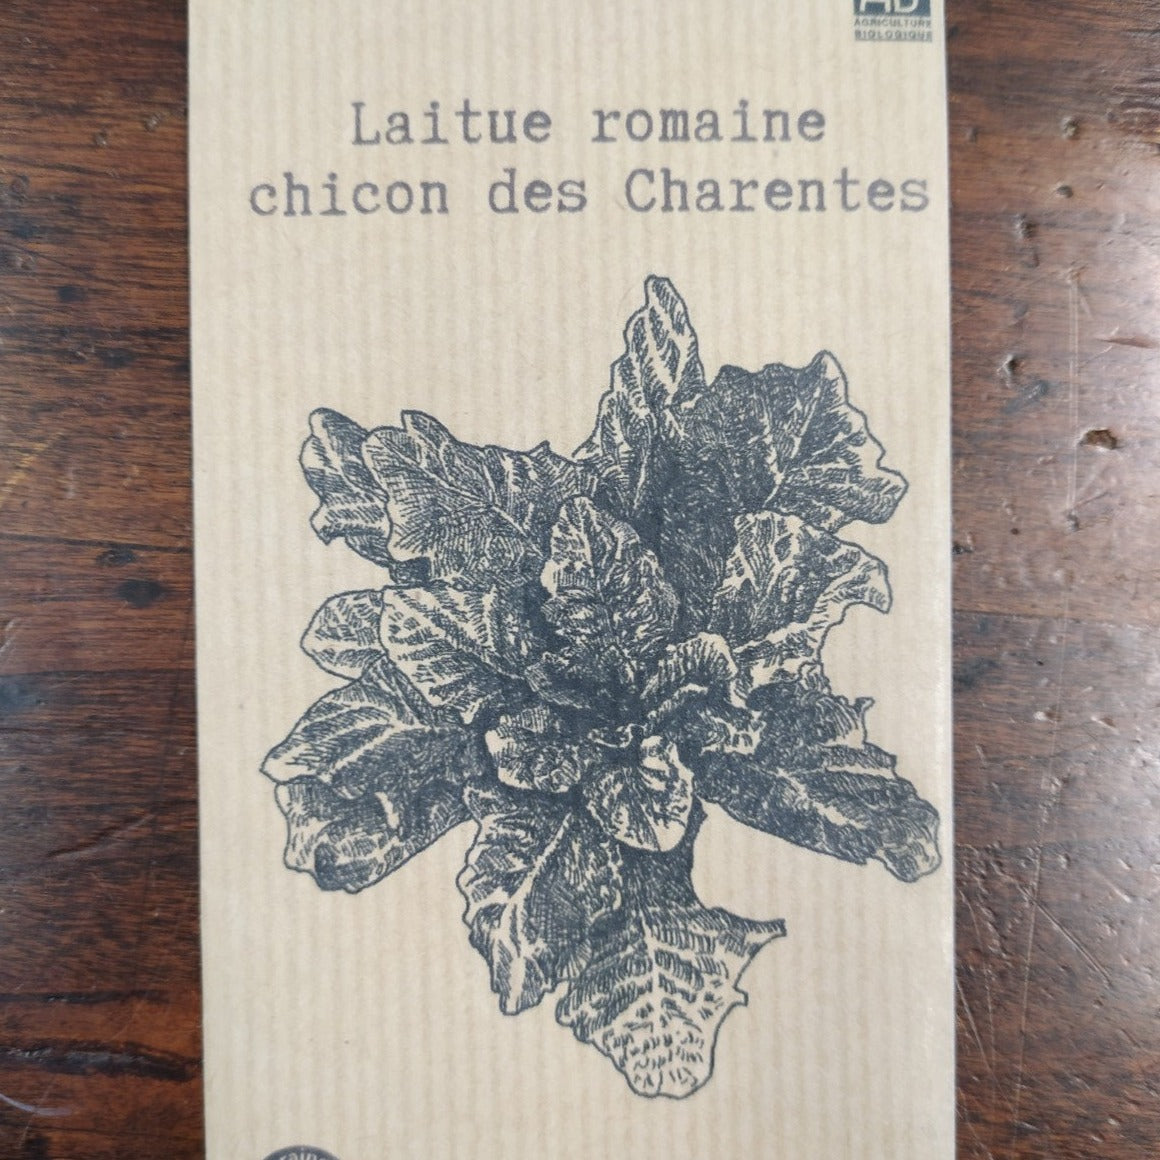 AB
AGRICULTURE
BIOLOGIQUE
Laitue romaine
chicon des Charentes